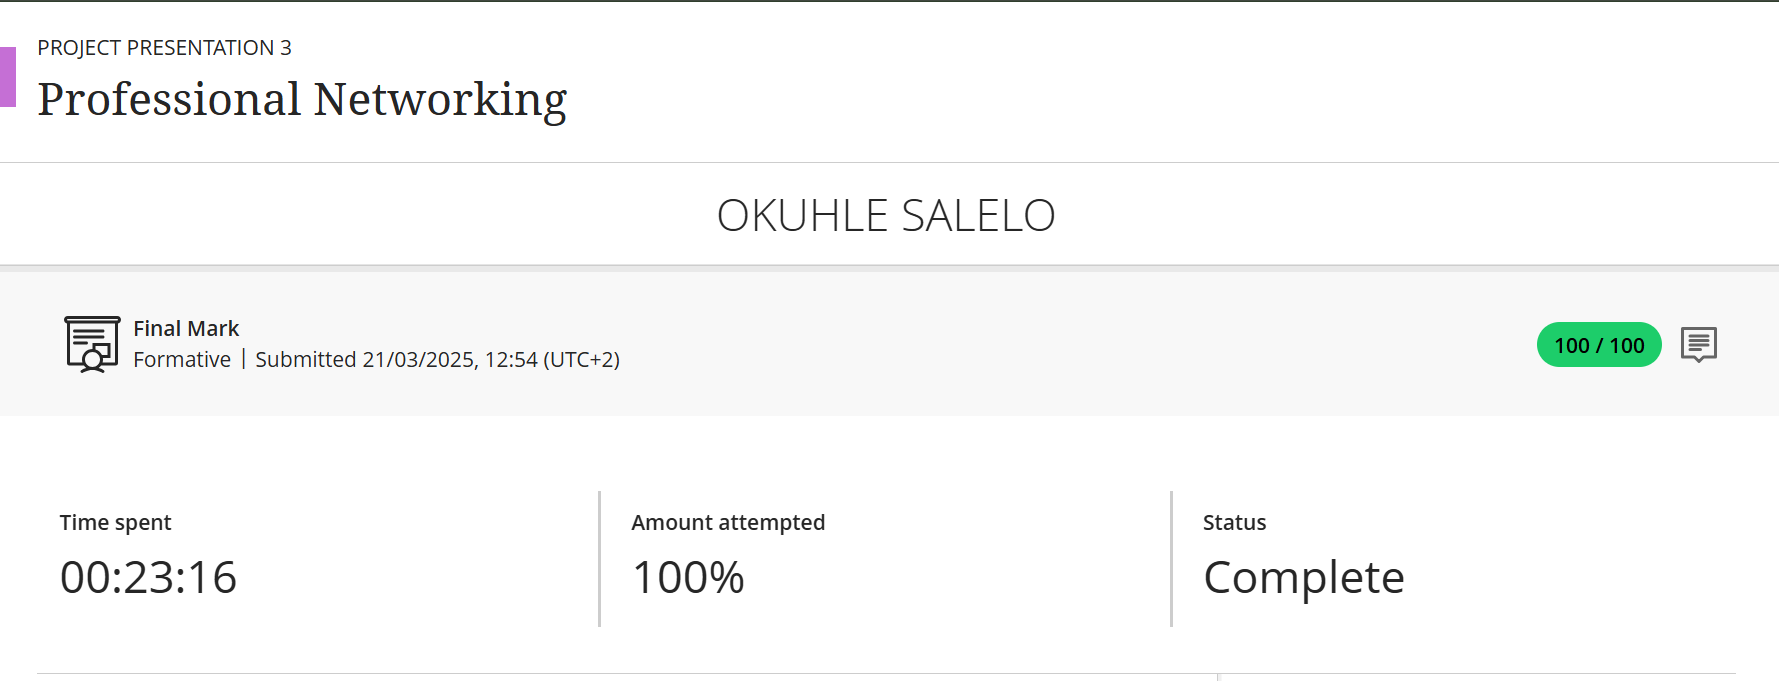 PROJECT PRESENTATION 3
Professional Networking
OKUHLE SALELO
Final Mark
Formative | Submitted 21/03/2025, 12:54 (UTC+2)
100 / 100
Time spent
Amount attempted
Status
00:23:16
100%
Complete